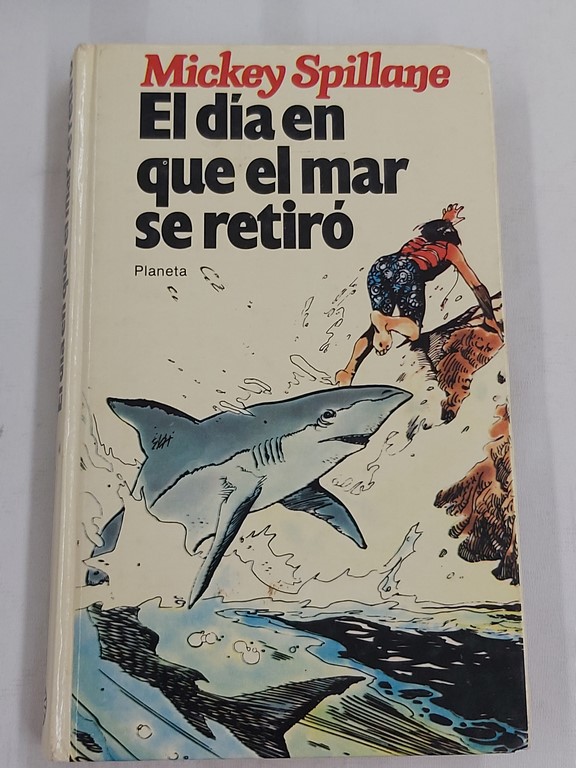 Mickey Spillane
El día en
que el mar
se retiró
Planeta